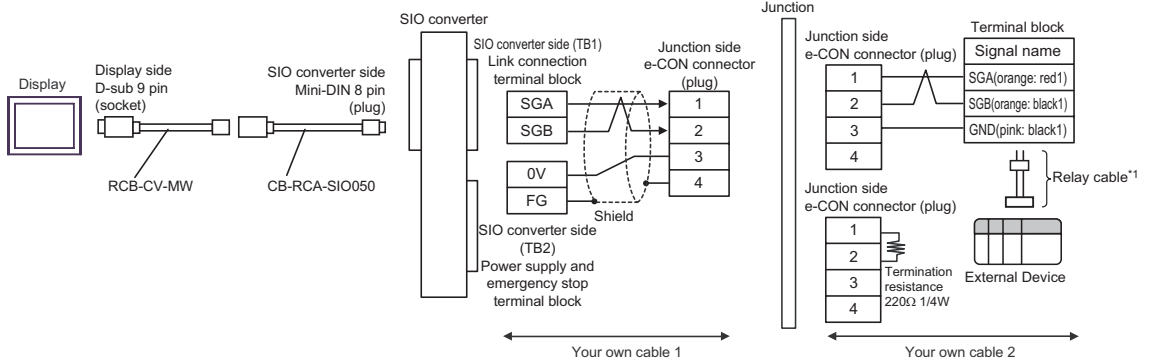 Display
Display side
D-sub 9 pin
(socket)
RCB-CV-MW
SIO converter side
Mini-DIN 8 pin
(plug)
CB-RCA-SIO050
SIO converter
SIO converter side (TB1)
Link connection
terminal block
SGA
SGB
0V
FG
SIO converter side
(TB2)
Power supply and
emergency stop
terminal block
Shield
Junction side
e-CON connector
(plug)
1
2
3
4
Your own cable 1
Junction
Junction side
e-CON connector (plug)
1
2
3
4
Junction side
e-CON connector (plug)
1
2
3
4
Termination
resistance
220Ω 1/4W
Terminal block
Signal name
SGA(orange: red1)
SGB(orange: black1)
GND(pink: black1)
Relay cable*1
External Device
Your own cable 2